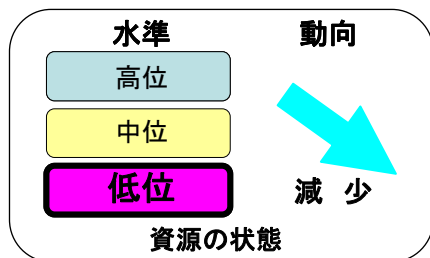 水準 動向
高位
中位
低位
減 少
資源の状態